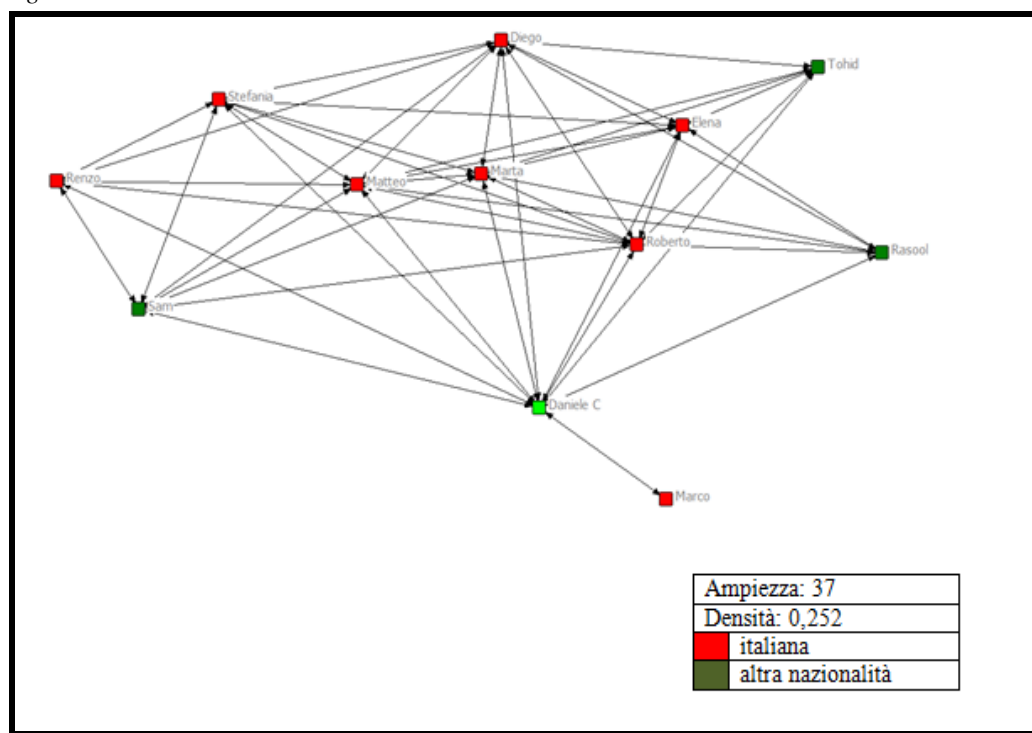 Diego
Tohid
Stefania
Elena
Marta
Renzo
Matteo
Roberto
Rasool
Sam
Daniele C
Marco
Ampiezza: 37
Densità: 0,252
italiana
altra nazionalità